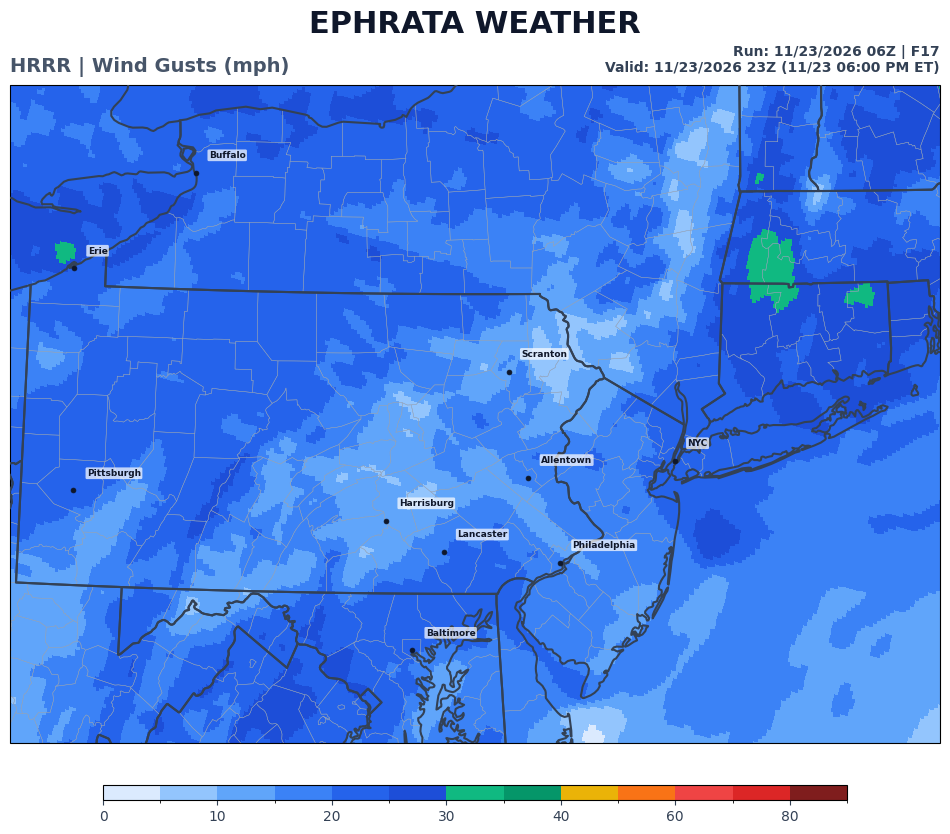 EPHRATA WEATHER
HRRR | Wind Gusts (mph)
Run: 11/23/2026 06Z | F17
Valid: 11/23/2026 23Z (11/23 06:00 PM ET)
Buffalo
Erie
Scranton
NYC
Allentown
Pittsburgh
Harrisburg
Lancaster
Philadelphia
Baltimore
0 10 20 30 40 50 60 70 80